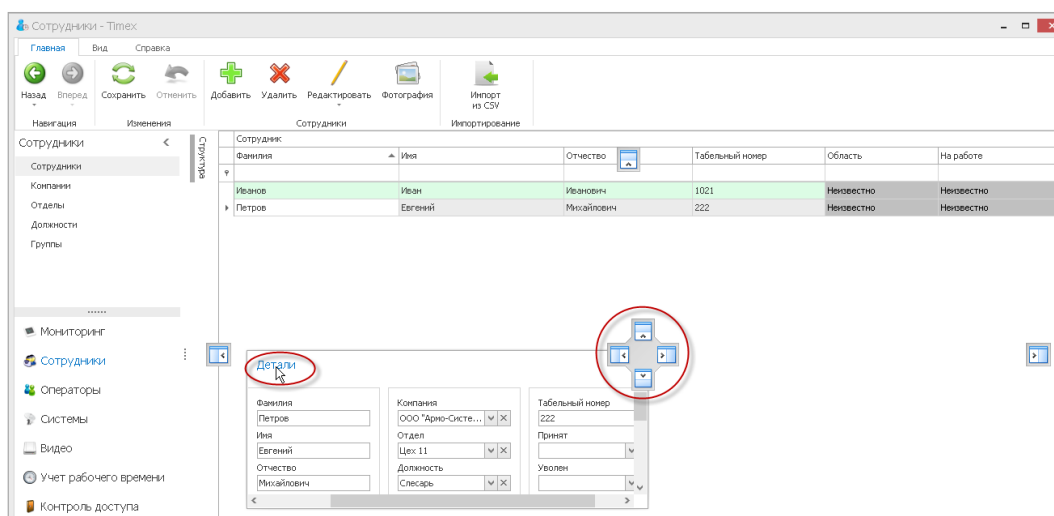 Сотрудники - Timex
Главная Вид Справка
Назад Вперед Сохранить Отменить Добавить Удалить Редактировать Фотография Импорт из CSV
Навигация Изменения Сотрудники Импортирование
Сотрудники
Сотрудники
Компании
Отделы
Должности
Группы
Мониторинг
Сотрудники
Операторы
Системы
Видео
Учет рабочего времени
Контроль доступа
Структура
Сотрудник
Фамилия Имя Отчество Табельный номер Область На работе
Иванов Иван Иванович 1021 Неизвестно Неизвестно
Петров Евгений Михайлович 222 Неизвестно Неизвестно
Детали
Фамилия Компания Табельный номер
Петров ООО "Армо-Систе... 222
Имя Отдел Принят
Евгений Цех 11
Отчество Должность Уволен
Михайлович Слесарь